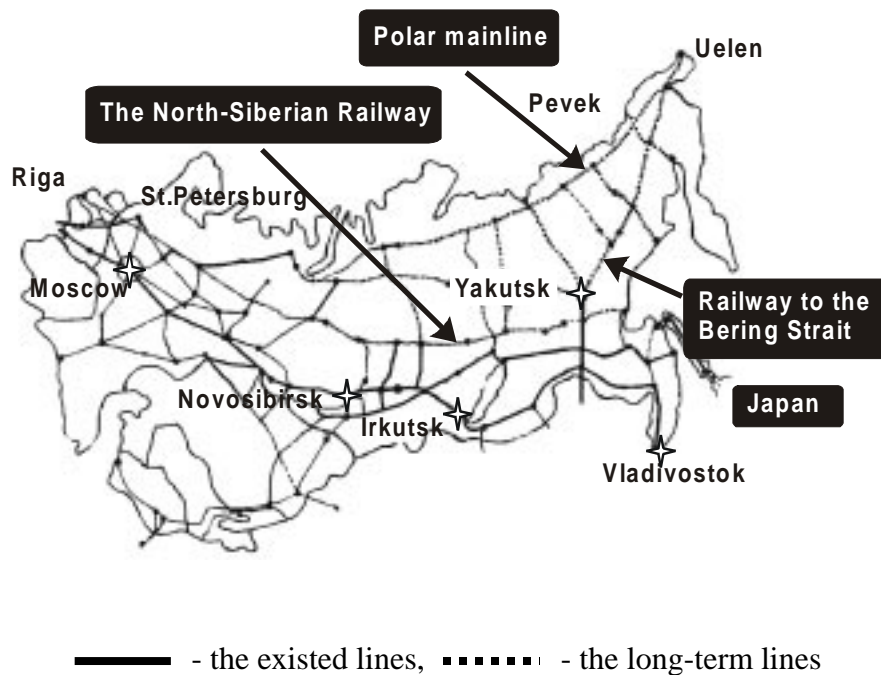 Polar mainline
Uelen
Pevek
The North-Siberian Railway
Riga
St.Petersburg
Moscow
Yakutsk
Railway to the
Bering Strait
Novosibirsk
Japan
Irkutsk
Vladivostok
- the existed lines, - the long-term lines